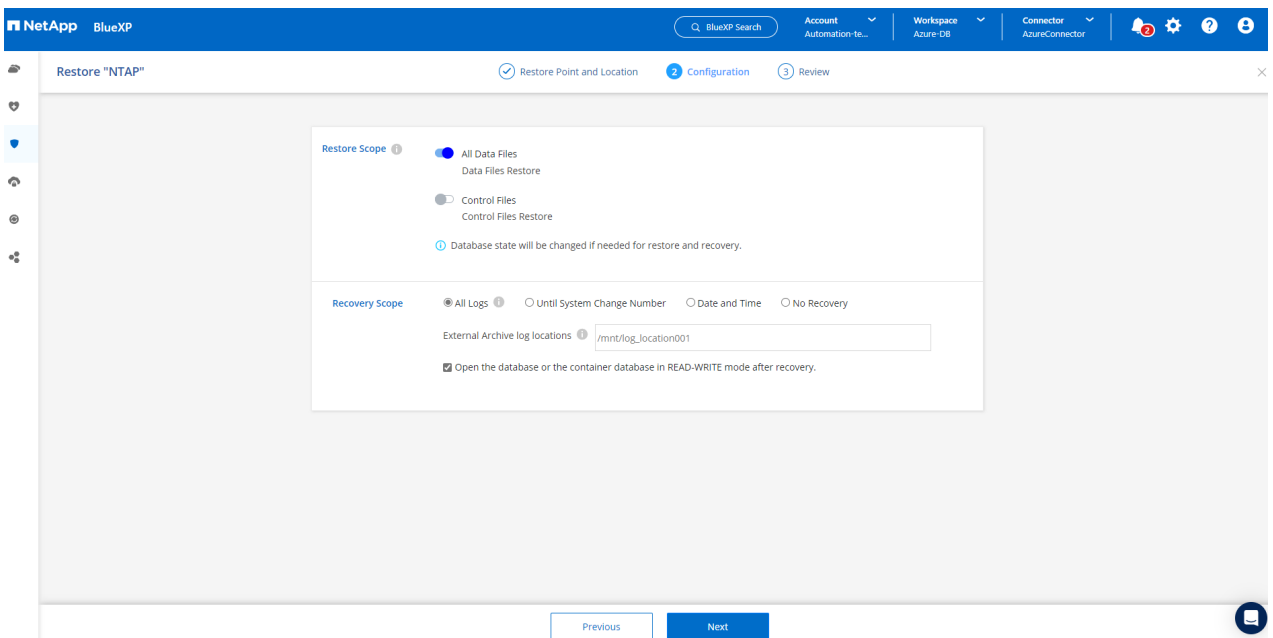 NetApp BlueXP
BlueXP Search
Account
Automation-te...
Workspace
Azure-DB
Connector
AzureConnector
2
Restore "NTAP"
Restore Point and Location
2 Configuration
3 Review
Restore Scope
All Data Files
Data Files Restore
Control Files
Control Files Restore
Database state will be changed if needed for restore and recovery.
Recovery Scope
All Logs
Until System Change Number
Date and Time
No Recovery
External Archive log locations
/mnt/log_location001
Open the database or the container database in READ-WRITE mode after recovery.
Previous
Next